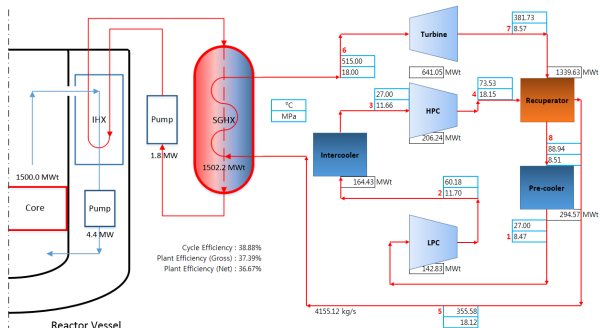 IHX
1500.0 MWt
Core
Pump
4.4 MW
Reactor Vessel
Pump
1.8 MW
SGHX
1502.2 MWt
Cycle Efficiency : 38.88%
Plant Efficiency (Gross) : 37.39%
Plant Efficiency (Net) : 36.67%
℃
MPa
6
515.00
18.00
Turbine
641.05 MWt
381.73
7 8.57
27.00
3 11.66
HPC
206.24 MWt
73.53
4 18.15
1339.63 MWt
Recuperator
Intercooler
164.43 MWt
60.18
2 11.70
8
88.94
8.51
Pre-cooler
294.57 MWt
27.00
1 8.47
LPC
142.83 MWt
4155.12 kg/s
5 355.58
18.12